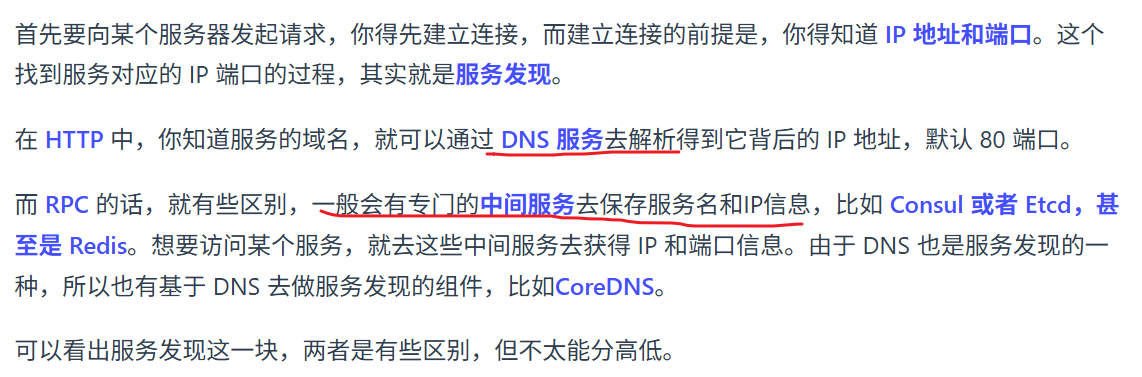 首先要向某个服务器发起请求，你得先建立连接，而建立连接的前提是，你得知道 IP 地址和端口。这个
找到服务对应的 IP 端口的过程，其实就是服务发现。
在 HTTP 中，你知道服务的域名，就可以通过 DNS 服务去解析得到它背后的 IP 地址，默认 80 端口。
而 RPC 的话，就有些区别，一般会有专门的中间服务去保存服务名和IP信息，比如 Consul 或者 Etcd，甚
至是 Redis。想要访问某个服务，就去这些中间服务去获得 IP 和端口信息。由于 DNS 也是服务发现的一
种，所以也有基于 DNS 去做服务发现的组件，比如CoreDNS。
可以看出服务发现这一块，两者是有些区别，但不太能分高低。